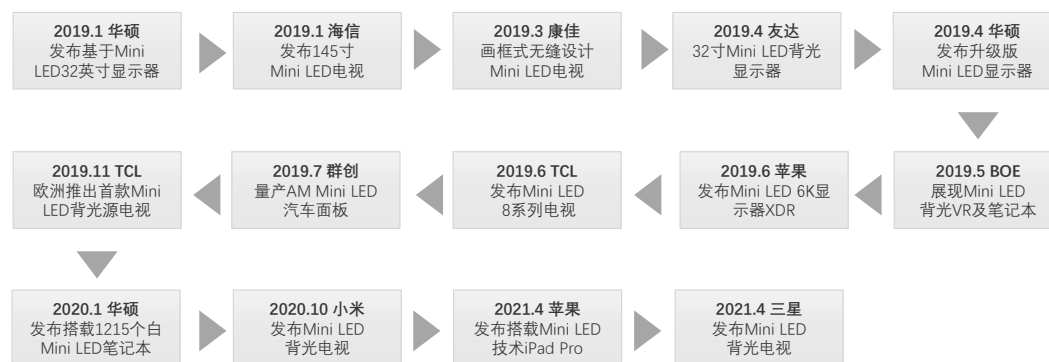 2019.1 华硕
发布基于Mini
LED32英寸显示器
2019.1 海信
发布145寸
Mini LED电视
2019.3 康佳
画框式无缝设计
Mini LED电视
2019.4 友达
32寸Mini LED背光
显示器
2019.4 华硕
发布升级版
Mini LED显示器
2019.5 BOE
展现Mini LED
背光VR及笔记本
2019.6 苹果
发布Mini LED 6K显
示器XDR
2019.6 TCL
发布Mini LED
8系列电视
2019.7 群创
量产AM Mini LED
汽车面板
2019.11 TCL
欧洲推出首款Mini
LED背光源电视
2020.1 华硕
发布搭载1215个白
Mini LED笔记本
2020.10 小米
发布Mini LED
背光电视
2021.4 苹果
发布搭载Mini LED
技术iPad Pro
2021.4 三星
发布Mini LED
背光电视